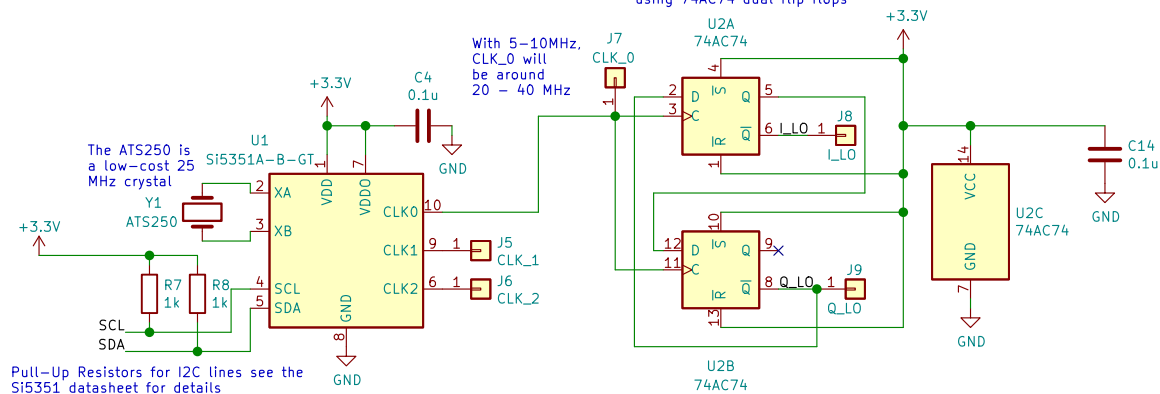 using 74AC74 dual flip flops
U2A
74AC74
+3.3V
J7
CLK_0
With 5-10MHz,
CLK_0 will
be around
20 - 40 MHz
1
4
S
2
D
Q
5
3
C
Q
6
I_LO
1
J8
I_LO
R
1
+3.3V
C4
0.1u
GND
U1
Si5351A-B-GT
The ATS250 is
a low-cost 25
MHz crystal
Y1
ATS250
1
7
VDD
VDDO
2
XA
3
XB
4
SCL
5
SDA
CLK0
10
CLK1
9
1
J5
CLK_1
CLK2
6
1
J6
CLK_2
GND
8
GND
+3.3V
R7
1k
R8
1k
SCL
SDA
Pull-Up Resistors for I2C lines see the
Si5351 datasheet for details
10
S
12
D
Q
9
11
C
Q
8
Q_LO
1
J9
Q_LO
R
13
U2B
74AC74
14
VCC
U2C
74AC74
GND
7
GND
C14
0.1u
GND